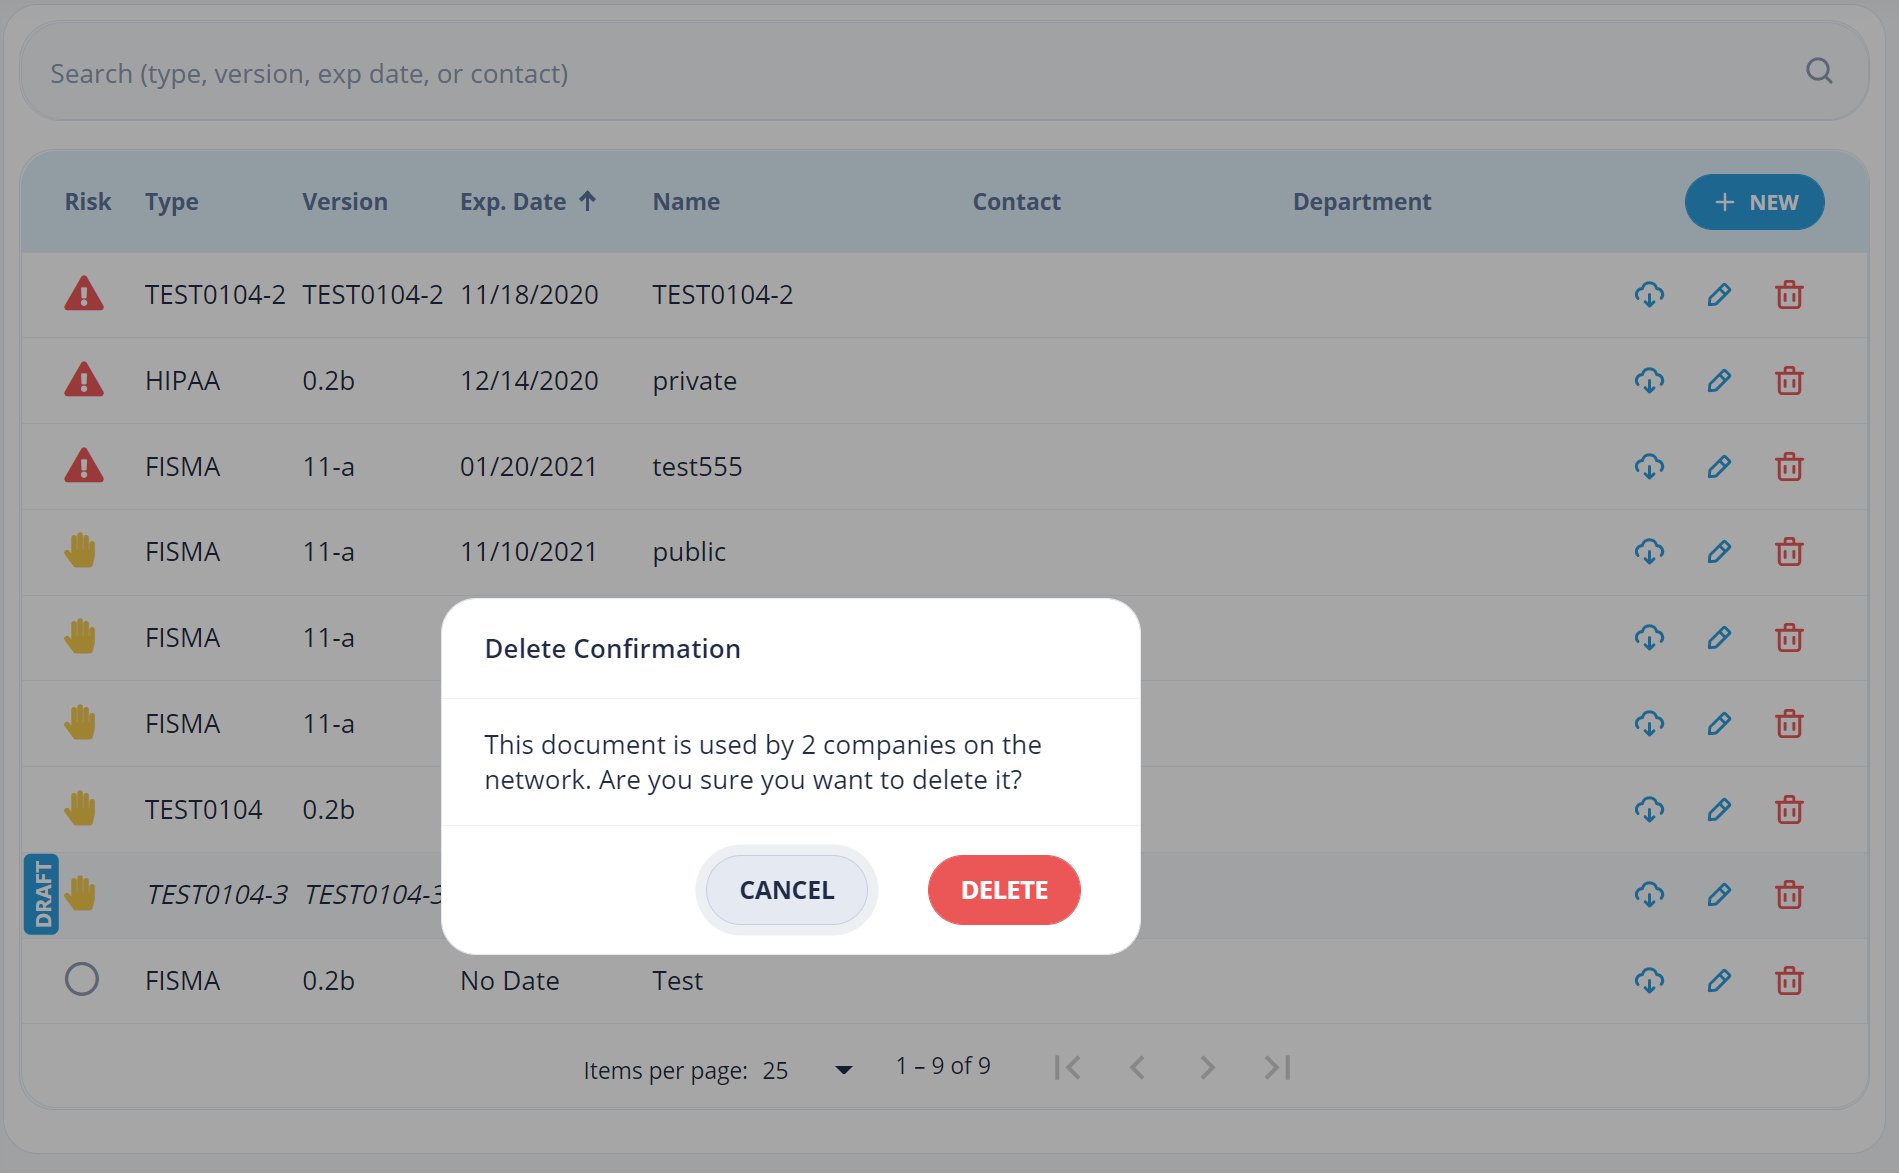 Search (type, version, exp date, or contact)
Risk Type Version Exp. Date Name Contact Department NEW
TEST0104-2 TEST0104-2 11/18/2020 TEST0104-2
HIPAA 0.2b 12/14/2020 private
FISMA 11-a 01/20/2021 test555
FISMA 11-a 11/10/2021 public
FISMA 11-a
Delete Confirmation
FISMA 11-a
This document is used by 2 companies on the
network. Are you sure you want to delete it?
TEST0104 0.2b
DRAFT TEST0104-3 TEST0104-3
CANCEL DELETE
FISMA 0.2b No Date Test
Items per page: 25 1 – 9 of 9